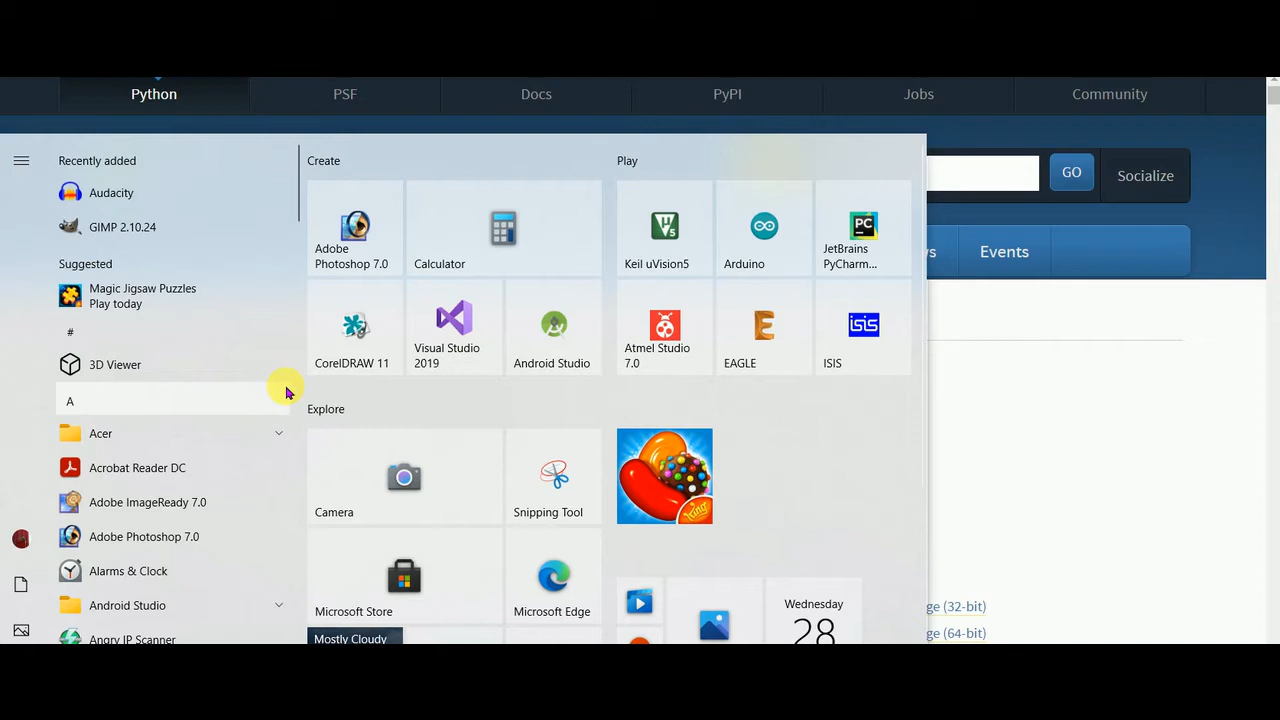 Python
PSF
Docs
PyPI
Jobs
Community
GO
Socialize
Events
Recently added
Audacity
GIMP 2.10.24
Suggested
Magic Jigsaw Puzzles
Play today
#
3D Viewer
A
Acer
Acrobat Reader DC
Adobe ImageReady 7.0
Adobe Photoshop 7.0
Alarms & Clock
Android Studio
Angry IP Scanner
Create
Adobe
Photoshop 7.0
Calculator
CorelDRAW 11
Visual Studio
2019
Android Studio
Explore
Camera
Snipping Tool
Microsoft Store
Microsoft Edge
Mostly Cloudy
Play
Keil uVision5
Arduino
PC
JetBrains
PyCharm...
Atmel Studio
7.0
EAGLE
isis
ISIS
King
Wednesday
28
ge (32-bit)
ge (64-bit)